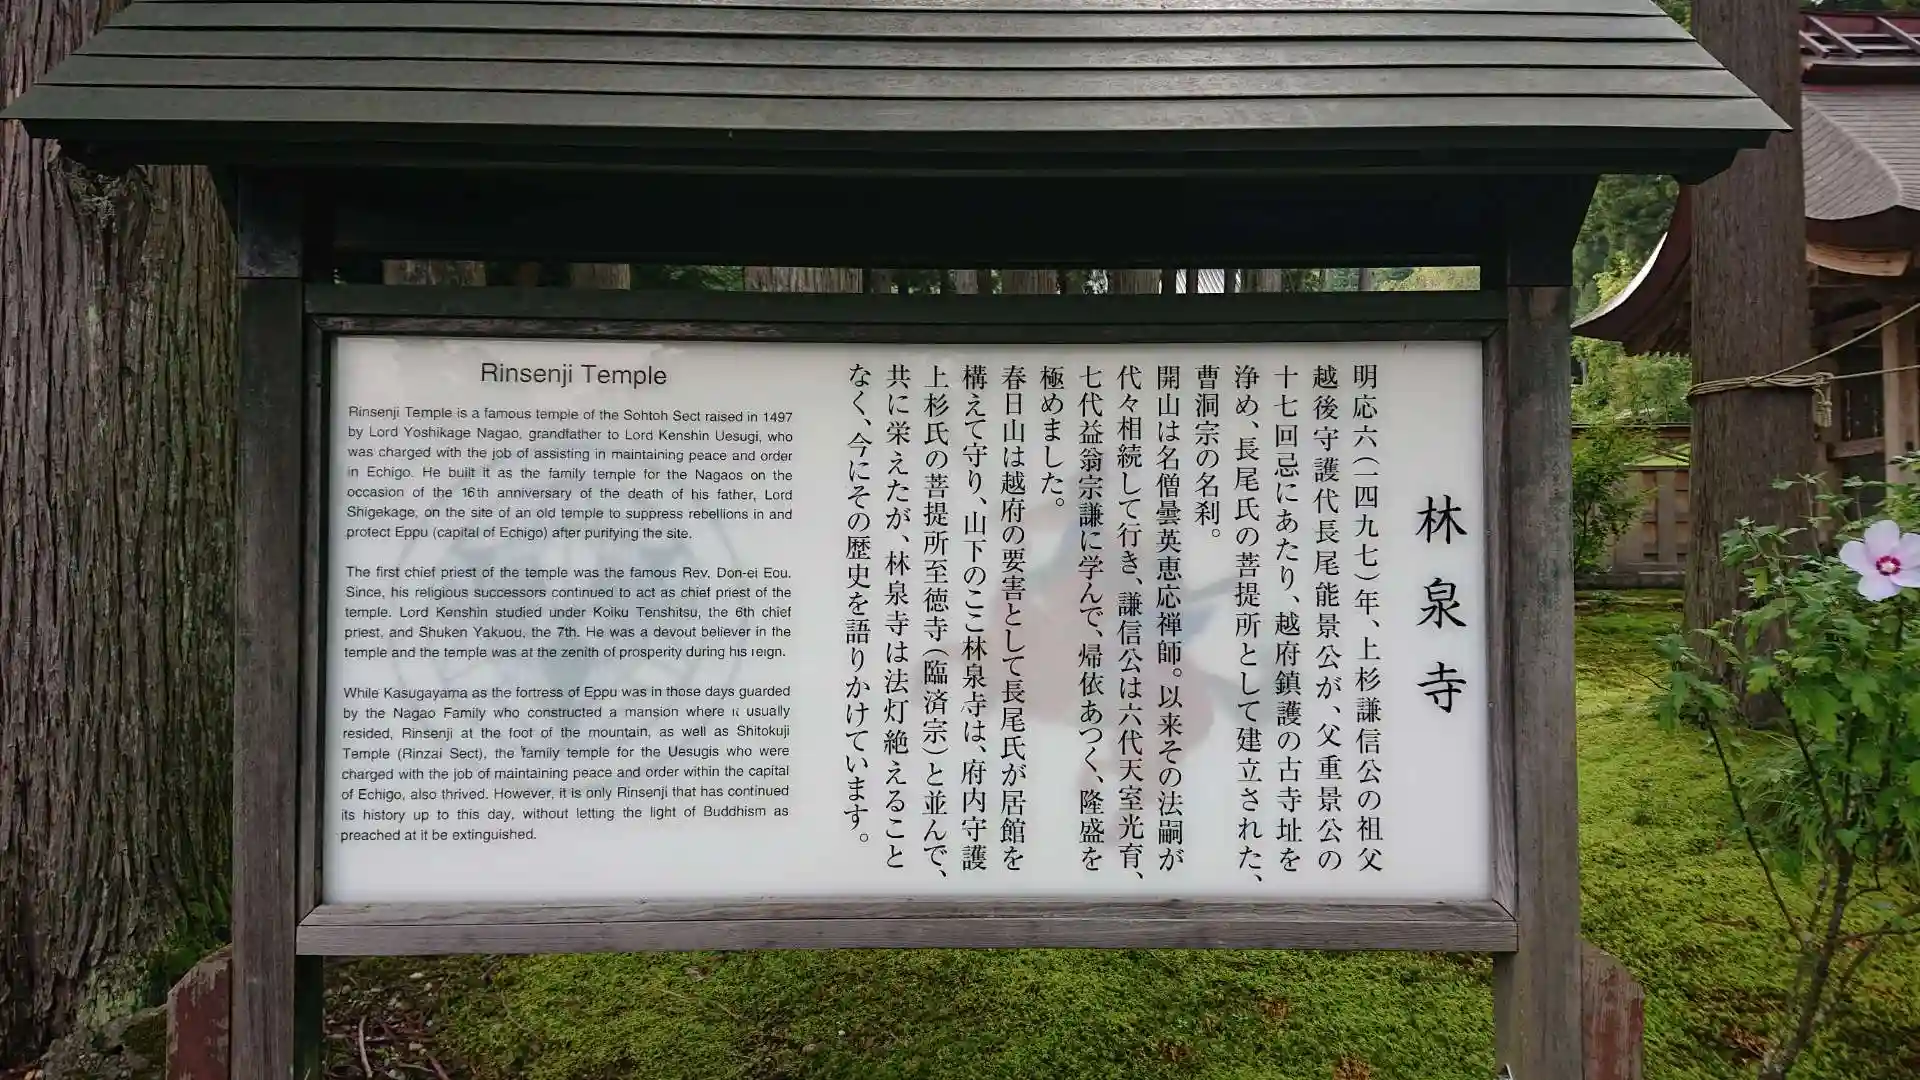 Rinsenji Temple
Rinsenji Temple is a famous temple of the Sohtoh Sect raised in 1497
by Lord Yoshikage Nagao, grandfather to Lord Kenshin Uesugi, who
was charged with the job of assisting in maintaining peace and order
in Echigo. He built it as the family temple for the Nagaos on the
occasion of the 16th anniversary of the death of his father, Lord
Shigekage, on the site of an old temple to suppress rebellions in and
protect Eppu (capital of Echigo) after purifying the site.
The first chief priest of the temple was the famous Rev. Don-ei Eou.
Since, his religious successors continued to act as chief priest of the
temple. Lord Kenshin studied under Koiku Tenshitsu, the 6th chief
priest, and Shuken Yakuou, the 7th. He was a devout believer in the
temple and the temple was at the zenith of prosperity during his reign.
While Kasugayama as the fortress of Eppu was in those days guarded
by the Nagao Family who constructed a mansion where it usually
resided, Rinsenji at the foot of the mountain, as well as Shitokuji
Temple (Rinzai Sect), the family temple for the Uesugis who were
charged with the job of maintaining peace and order within the capital
of Echigo, also thrived. However, it is only Rinsenji that has continued
its history up to this day, without letting the light of Buddhism as
preached at it be extinguished.
林泉寺
明応六(一四九七)年、上杉謙信公の祖父
越後守護代長尾能景公が、父重景公の
十七回忌にあたり、越府鎮護の古寺址を
浄め、長尾氏の菩提所として建立された、
曹洞宗の名刹。
開山は名僧曇英恵応禅師。以来その法嗣が
代々相続して行き、謙信公は六代天室光育、
七代益翁宗謙に学んで、帰依あつく、隆盛を
極めました。
春日山は越府の要害として長尾氏が居館を
構えて守り、山下のここ林泉寺は、府内守護
上杉氏の菩提所至徳寺(臨済宗)と並んで、
共に栄えたが、林泉寺は法灯絶えること
なく、今にその歴史を語りかけています。